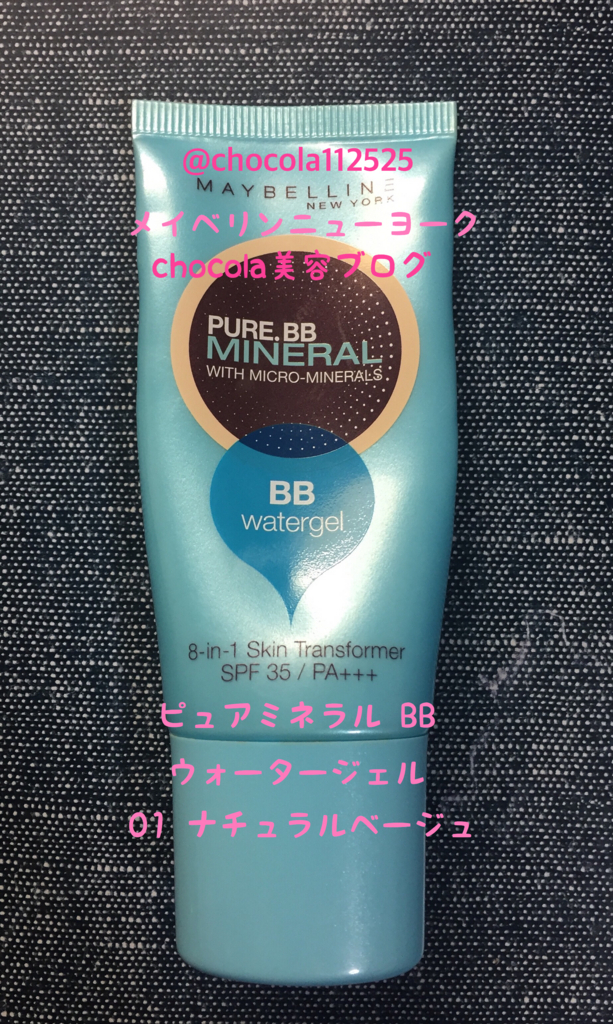 @chocola112525
MAYBELLINE
NEW YORK
メイベリンニューヨーク
chocola美容ブログ
PURE.BB
MINERAL
WITH MICRO-MINERALS.
BB
watergel
8-in-1 Skin Transformer
SPF 35 / PA+++
ピュアミネラル BB
ウォータージェル
01 ナチュラルベージュ